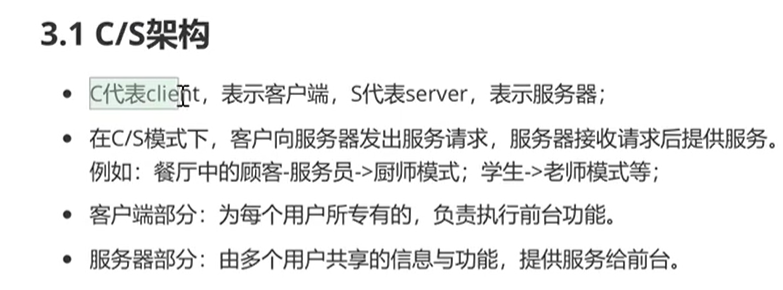 3.1 C/S架构
C代表client，表示客户端，S代表server，表示服务器；
在C/S模式下，客户向服务器发出服务请求，服务器接收请求后提供服务。
例如：餐厅中的顾客-服务员->厨师模式；学生->老师模式等；
客户端部分：为每个用户所专有的，负责执行前台功能。
服务器部分：由多个用户共享的信息与功能，提供服务给前台。